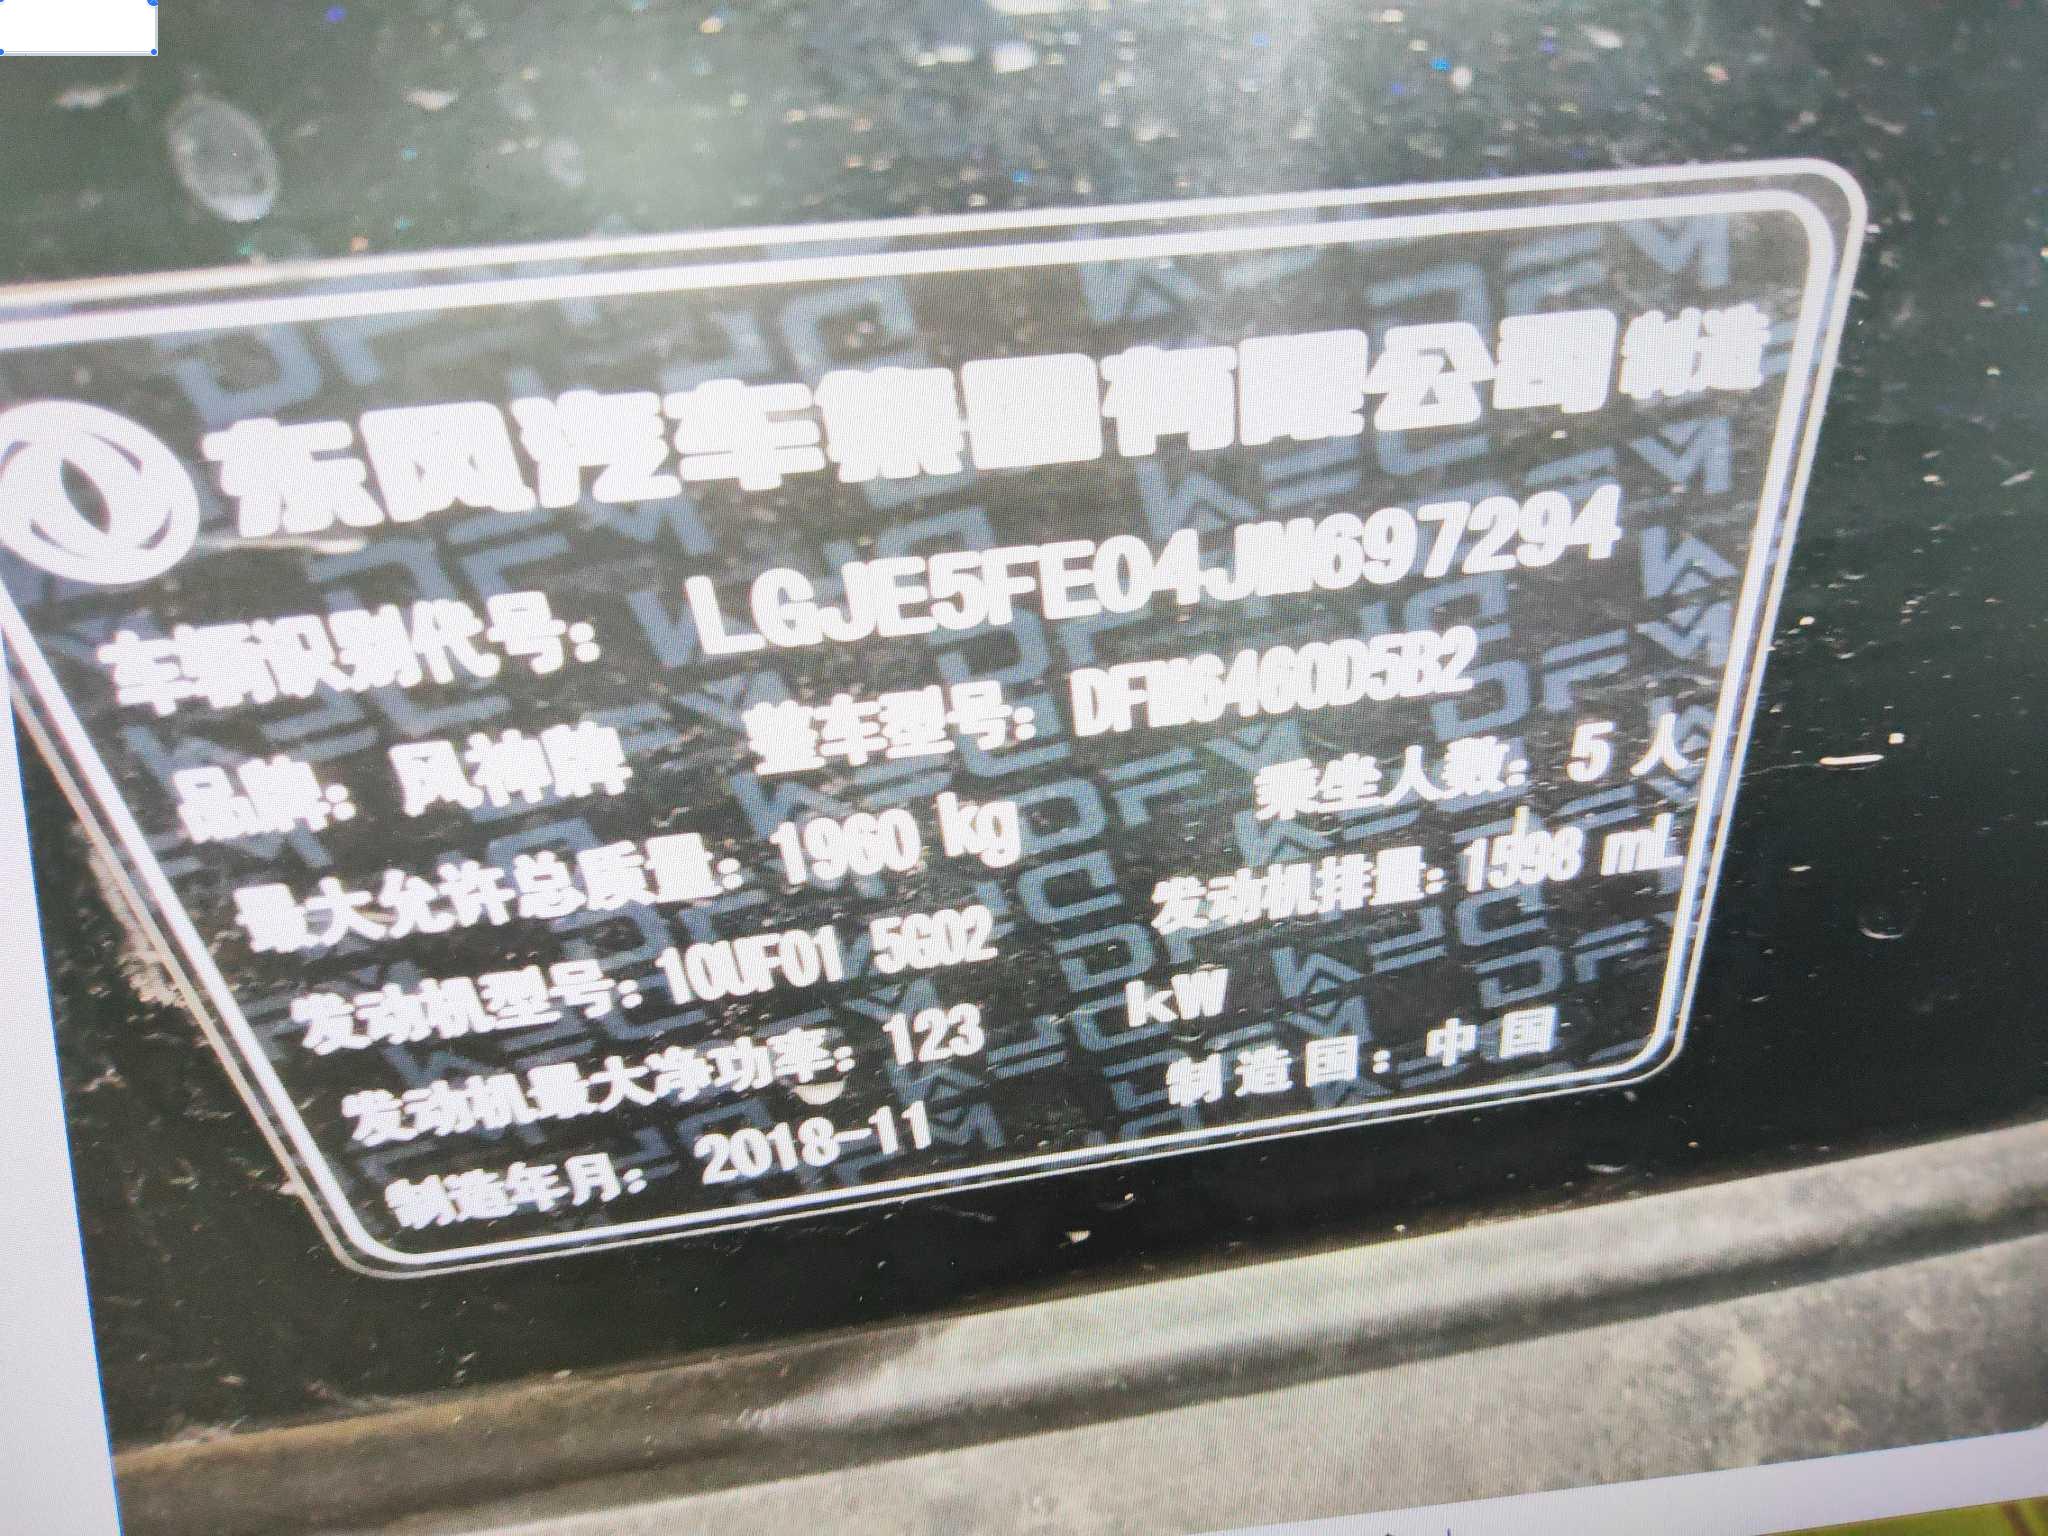 东风汽车集团有限公司制造
车辆识别代号: LGJE5FE04JM697294
品牌: 风神牌 整车型号: DFM6460D5B2
最大允许总质量: 1960 kg 乘坐人数: 5 人
发动机型号: 10UF01 5G02 发动机排量: 1598 mL
发动机最大净功率: 123 kW
制造年月: 2018-11 制造国: 中国